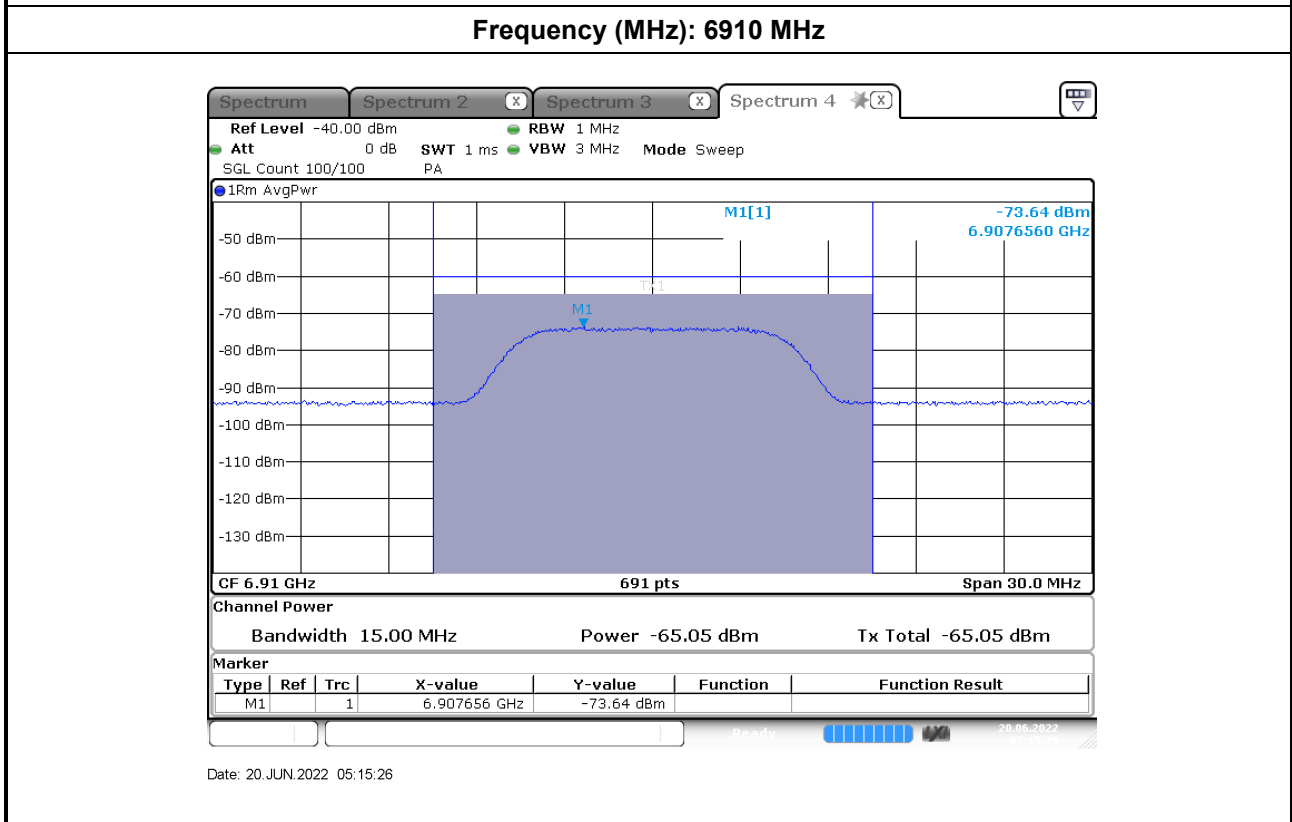 Frequency (MHz): 6910 MHz
Spectrum Spectrum 2 X Spectrum 3 X Spectrum 4 X
Ref Level -40.00 dBm RBW 1 MHz
Att 0 dB SWT 1 ms VBW 3 MHz Mode Sweep
SGL Count 100/100 PA
1Rm AvgPwr
M1[1] -73.64 dBm
6.9076560 GHz
-50 dBm
-60 dBm
TX1
-70 dBm
M1
-80 dBm
-90 dBm
-100 dBm
-110 dBm
-120 dBm
-130 dBm
CF 6.91 GHz 691 pts Span 30.0 MHz
Channel Power
Bandwidth 15.00 MHz Power -65.05 dBm Tx Total -65.05 dBm
Marker
Type Ref Trc X-value Y-value Function Function Result
M1 1 6.907656 GHz -73.64 dBm
Ready 20.06.2022
Date: 20.JUN.2022 05:15:26